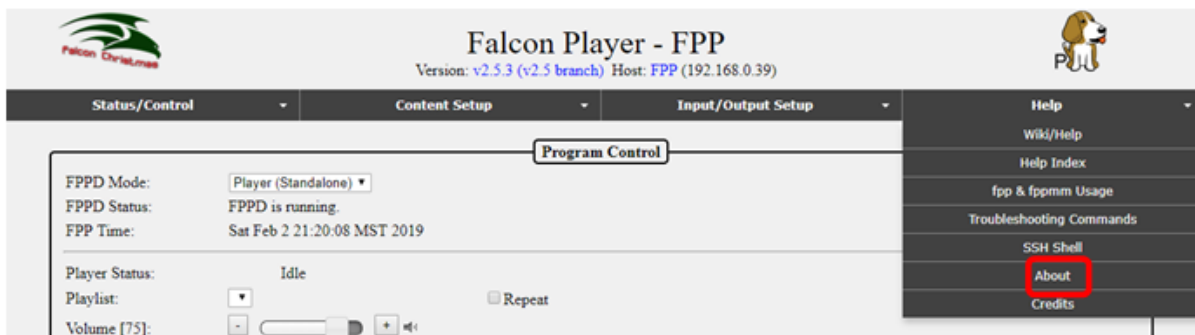 Falcon Christmas
Falcon Player - FPP
Version: v2.5.3 (v2.5 branch) Host: FPP (192.168.0.39)
Status/Control
Content Setup
Input/Output Setup
Help
Wiki/Help
Help Index
fpp & fppmm Usage
Troubleshooting Commands
SSH Shell
About
Credits
Program Control
FPPD Mode: Player (Standalone)
FPPD Status: FPPD is running.
FPP Time: Sat Feb 2 21:20:08 MST 2019
Player Status: Idle
Playlist: Repeat
Volume [75]: - +